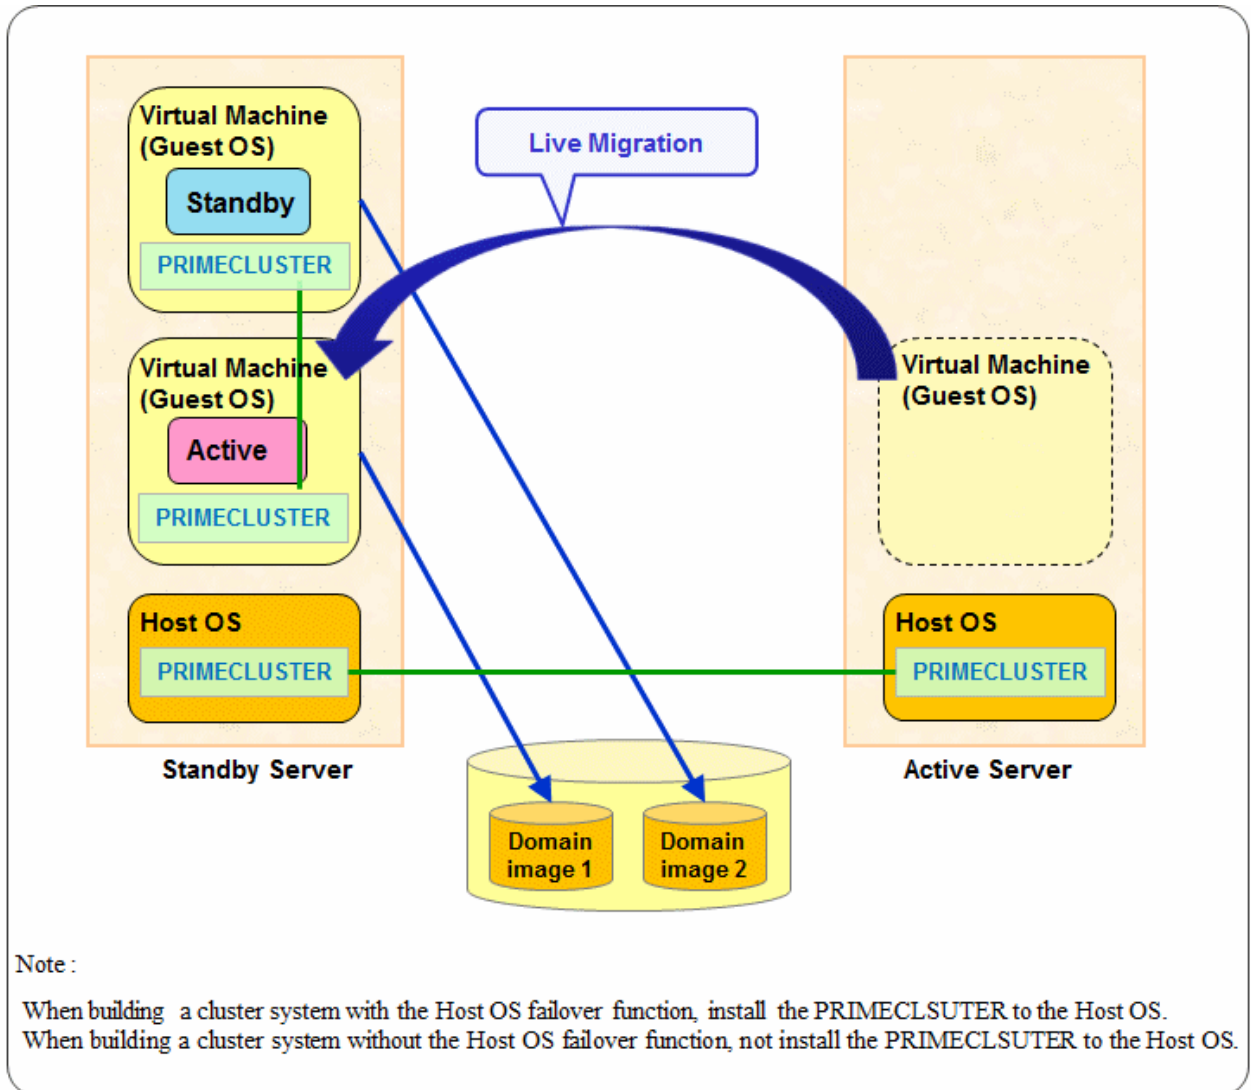 Virtual Machine
(Guest OS)
Standby
PRIMECLUSTER
Live Migration
Virtual Machine
(Guest OS)
Active
PRIMECLUSTER
Virtual Machine
(Guest OS)
Host OS
PRIMECLUSTER
Host OS
PRIMECLUSTER
Standby Server
Active Server
Domain
image 1
Domain
image 2
Note :
When building a cluster system with the Host OS failover function, install the PRIMECLSUTER to the Host OS.
When building a cluster system without the Host OS failover function, not install the PRIMECLSUTER to the Host OS.